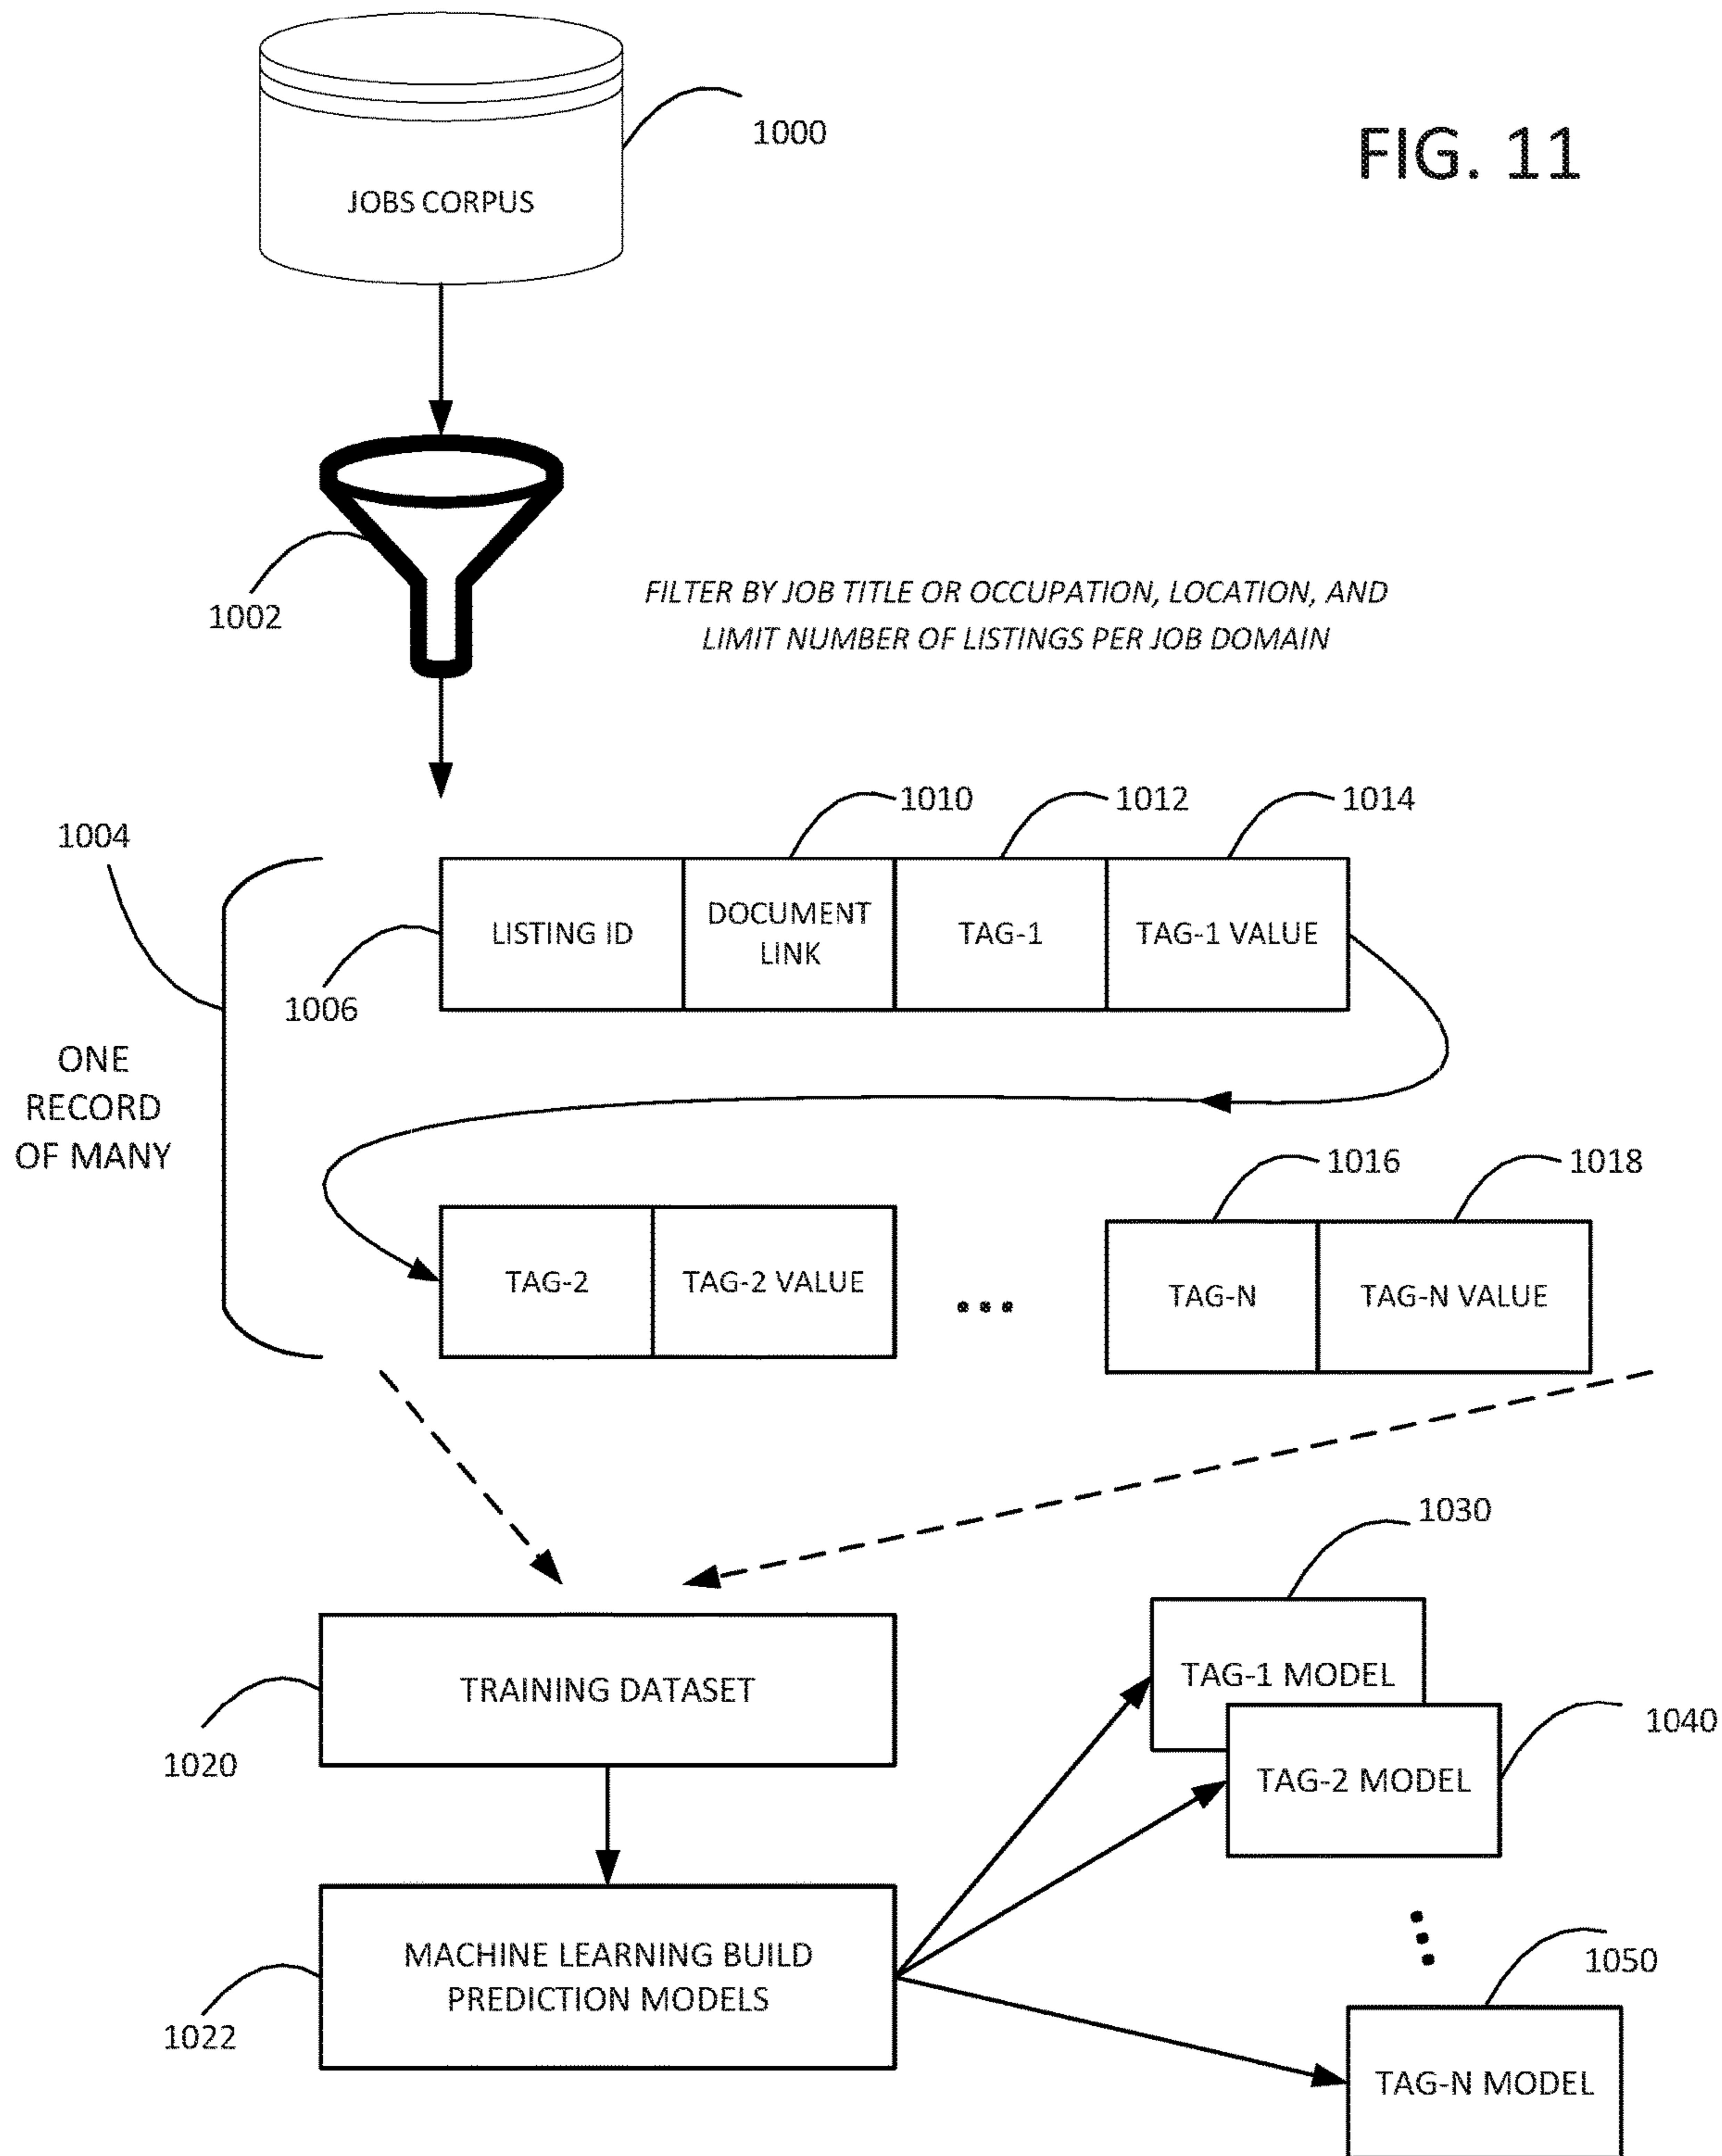 1000
FIG. 11
JOBS CORPUS
1002
FILTER BY JOB TITLE OR OCCUPATION, LOCATION, AND
LIMIT NUMBER OF LISTINGS PER JOB DOMAIN
1004
1010
1012
1014
LISTING ID
DOCUMENT
LINK
TAG-1
TAG-1 VALUE
1006
ONE
RECORD
OF MANY
1016
1018
TAG-2
TAG-2 VALUE
...
TAG-N
TAG-N VALUE
1030
TRAINING DATASET
TAG-1 MODEL
1040
1020
TAG-2 MODEL
MACHINE LEARNING BUILD
PREDICTION MODELS
1050
1022
TAG-N MODEL